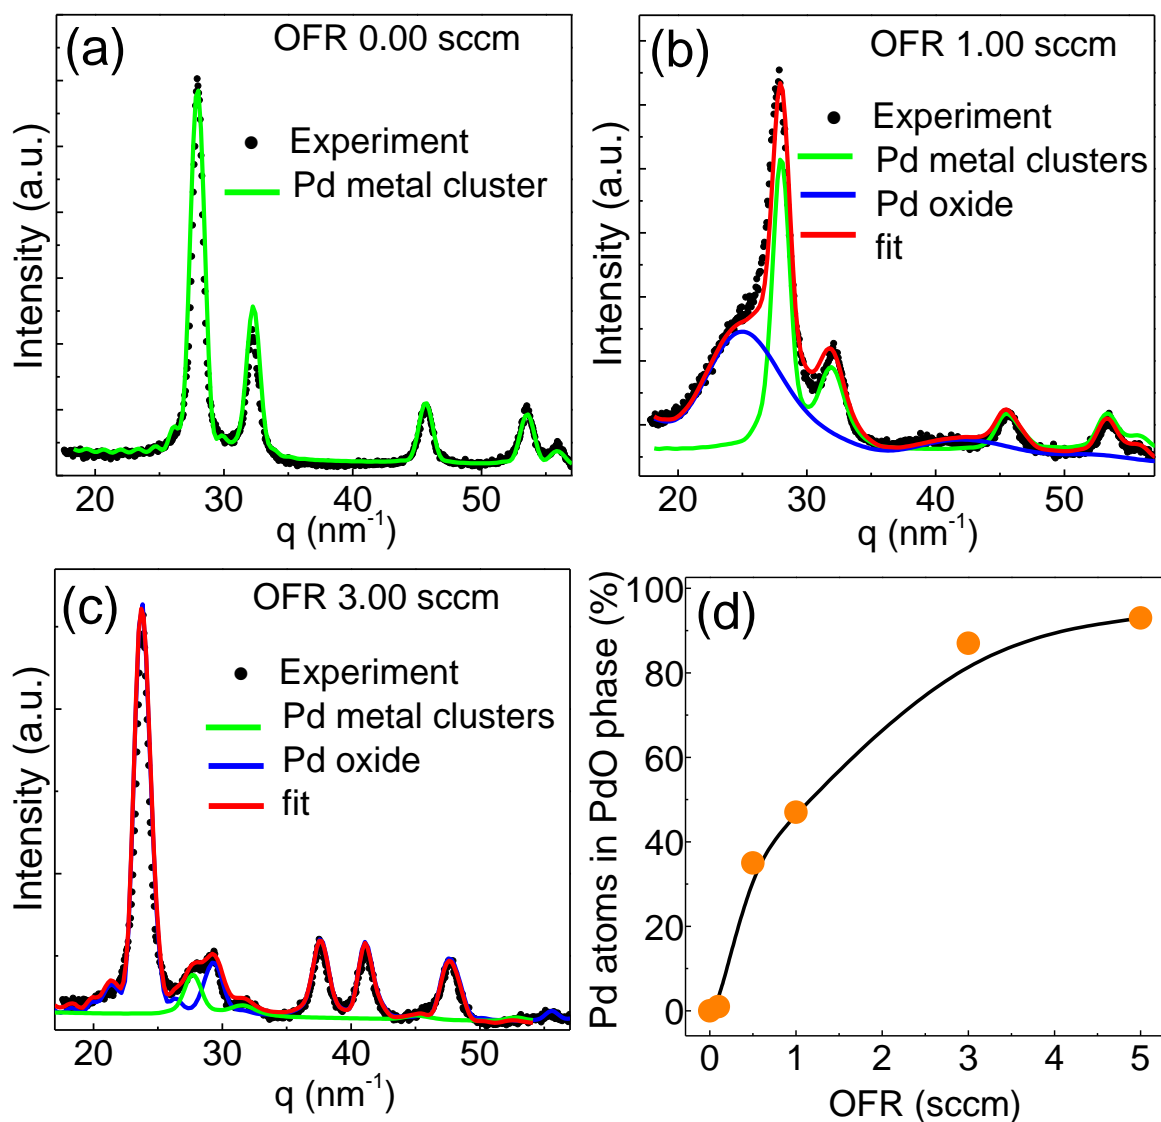 (a)
OFR 0.00 sccm
Experiment
Pd metal cluster
Intensity (a.u.)
20 30 40 50
q (nm-1)
(b)
OFR 1.00 sccm
Experiment
Pd metal clusters
Pd oxide
fit
Intensity (a.u.)
20 30 40 50
q (nm-1)
(c)
OFR 3.00 sccm
Experiment
Pd metal clusters
Pd oxide
fit
Intensity (a.u.)
20 30 40 50
q (nm-1)
(d)
Pd atoms in PdO phase (%)
100
80
60
40
20
0
0 1 2 3 4 5
OFR (sccm)